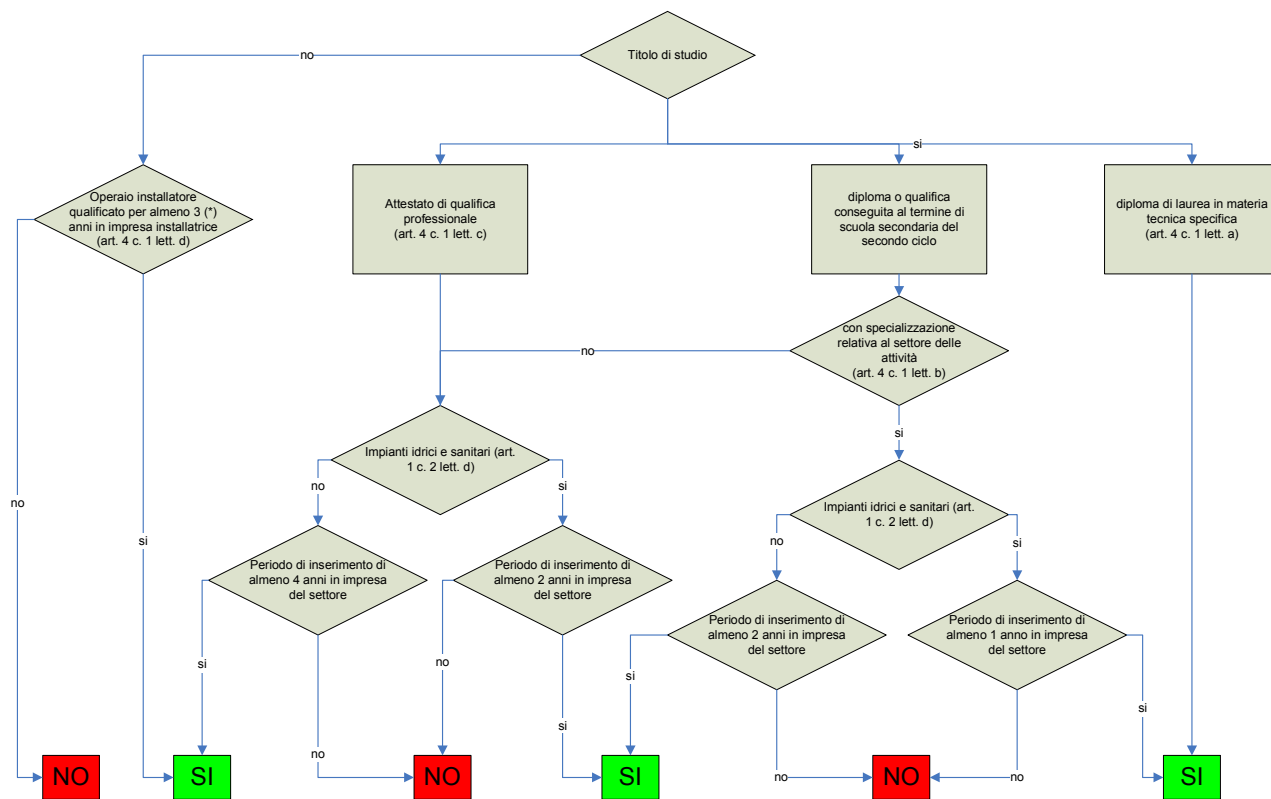 Titolo di studio
no
si
Operaio installatore
qualificato per almeno 3 (*)
anni in impresa installatrice
(art. 4 c. 1 lett. d)
Attestato di qualifica
professionale
(art. 4 c. 1 lett. c)
diploma o qualifica
conseguita al termine di
scuola secondaria del
secondo ciclo
diploma di laurea in materia
tecnica specifica
(art. 4 c. 1 lett. a)
con specializzazione
relativa al settore delle
attività
(art. 4 c. 1 lett. b)
no
si
Impianti idrici e sanitari (art.
1 c. 2 lett. d)
no
si
Impianti idrici e sanitari (art.
1 c. 2 lett. d)
no
si
no
si
Periodo di inserimento di
almeno 4 anni in impresa
del settore
Periodo di inserimento di
almeno 2 anni in impresa
del settore
Periodo di inserimento di
almeno 2 anni in impresa
del settore
Periodo di inserimento di
almeno 1 anno in impresa
del settore
si
no
no
si
si
no
no
si
NO
SI
NO
SI
NO
SI